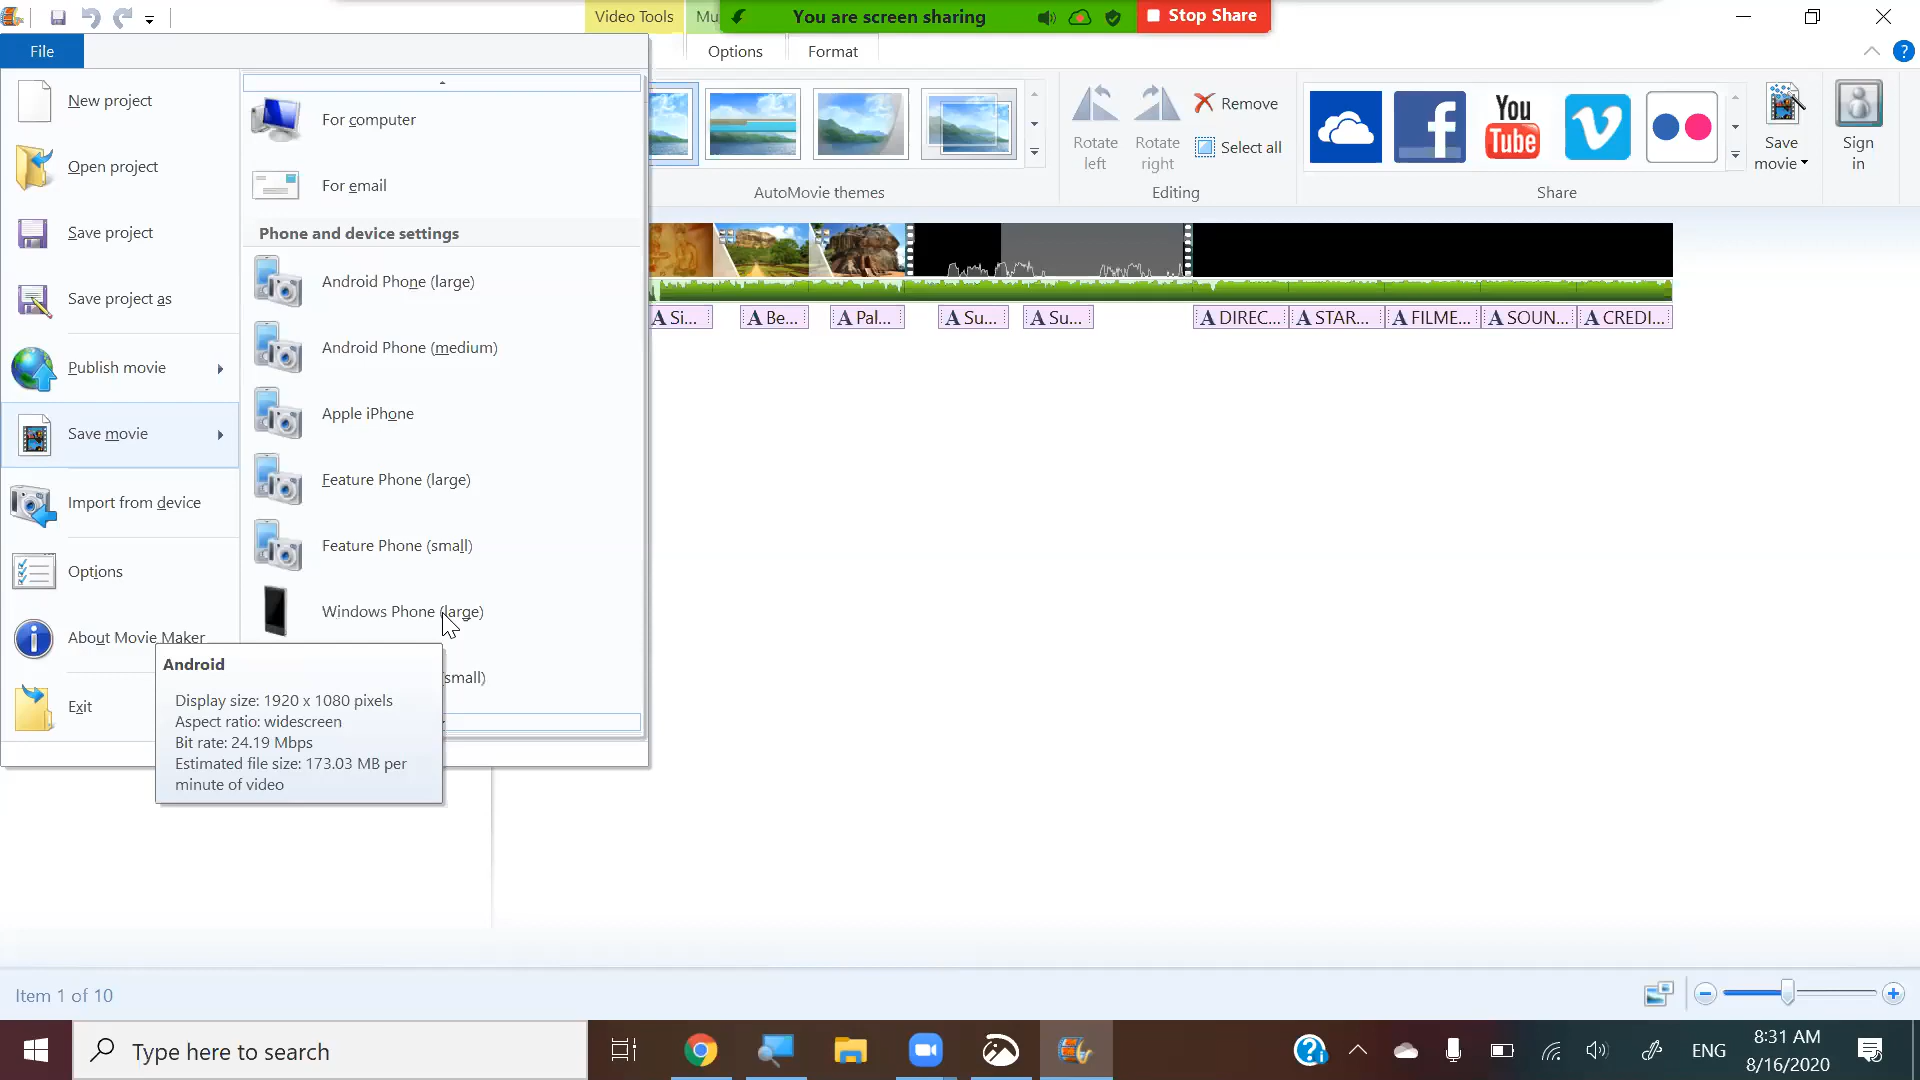 Video Tools
Mu
You are screen sharing
Stop Share
File
Options
Format
New project
Open project
Save project
Save project as
Publish movie
Save movie
Import from device
Options
About Movie Maker
Exit
For computer
For email
Phone and device settings
Android Phone (large)
Android Phone (medium)
Apple iPhone
Feature Phone (large)
Feature Phone (small)
Windows Phone (large)
small)
Android
Display size: 1920 x 1080 pixels
Aspect ratio: widescreen
Bit rate: 24.19 Mbps
Estimated file size: 173.03 MB per
minute of video
AutoMovie themes
Rotate
left
Rotate
right
Remove
Select all
Editing
You
Tube
Share
Save
movie
Sign
in
A Si...
A Be...
A Pal...
A Su...
A Su...
A DIREC...
A STAR...
A FILME...
A SOUN...
A CREDI...
Item 1 of 10
Type here to search
ENG
8:31 AM
8/16/2020